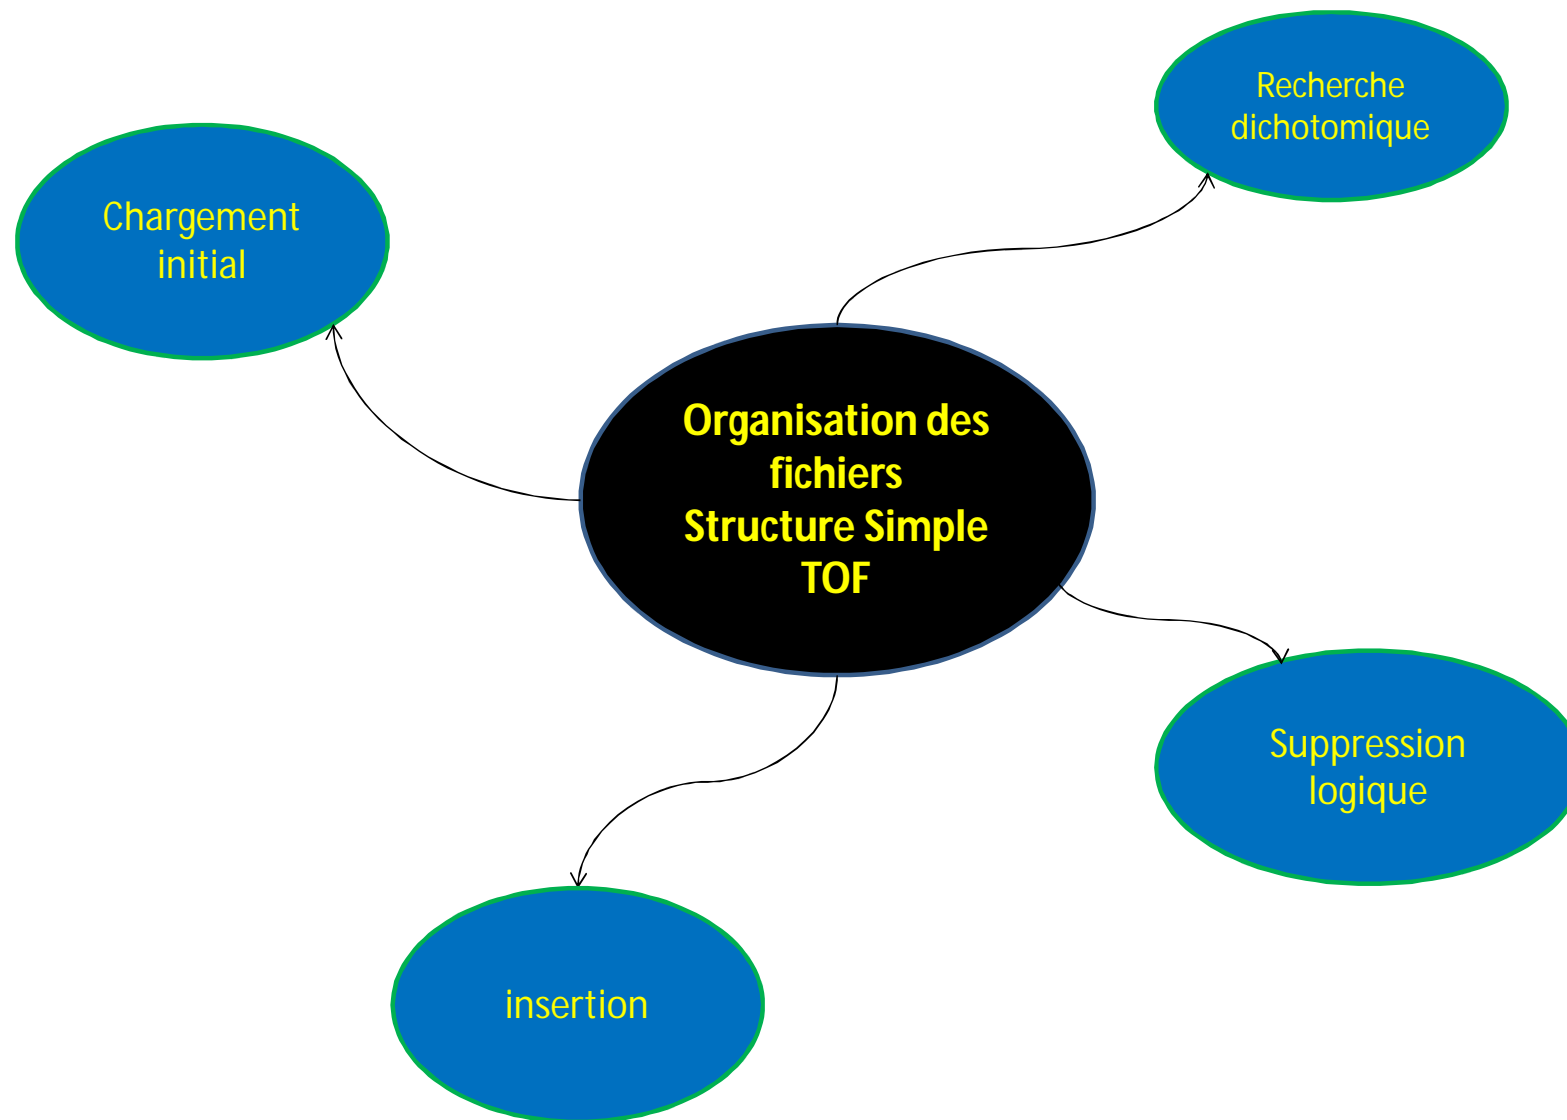 Recherche
dichotomique
Chargement
initial
Organisation des
fichiers
Structure Simple
TOF
Suppression
logique
insertion